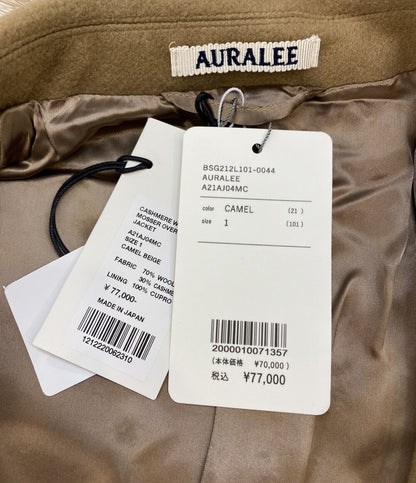 AURALEE
CASHMERE W
MOSSER OVER
JACKET
A21AJ04MC
SIZE 1
CAMEL BEIGE
FABRIC 70% WOOL
30% CASHME
LINING 100% CUPRO
¥77,000-
MADE IN JAPAN
1212220062310
BSG212L101-0044
AURALEE
A21AJ04MC
color CAMEL (21)
size 1 (101)
2000010071357
(本体価格 ¥70,000)
税込 ¥77,000